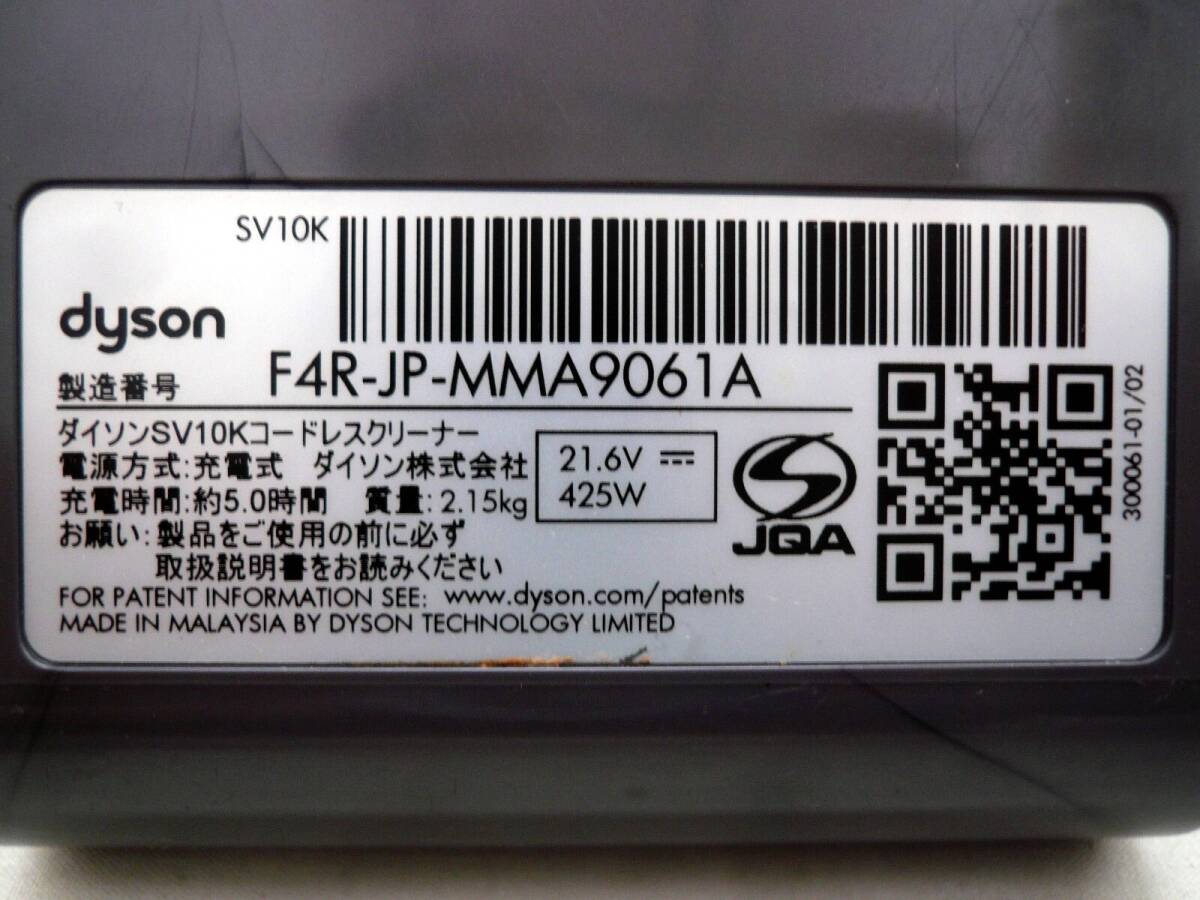 SV10K
dyson
製造番号 F4R-JP-MMA9061A
ダイソンSV10Kコードレスクリーナー
電源方式:充電式 ダイソン株式会社
充電時間:約5.0時間 質量:2.15kg
お願い:製品をご使用の前に必ず
取扱説明書をお読みください
21.6V ⎓
425W
JQA
300061-01/02
FOR PATENT INFORMATION SEE: www.dyson.com/patents
MADE IN MALAYSIA BY DYSON TECHNOLOGY LIMITED